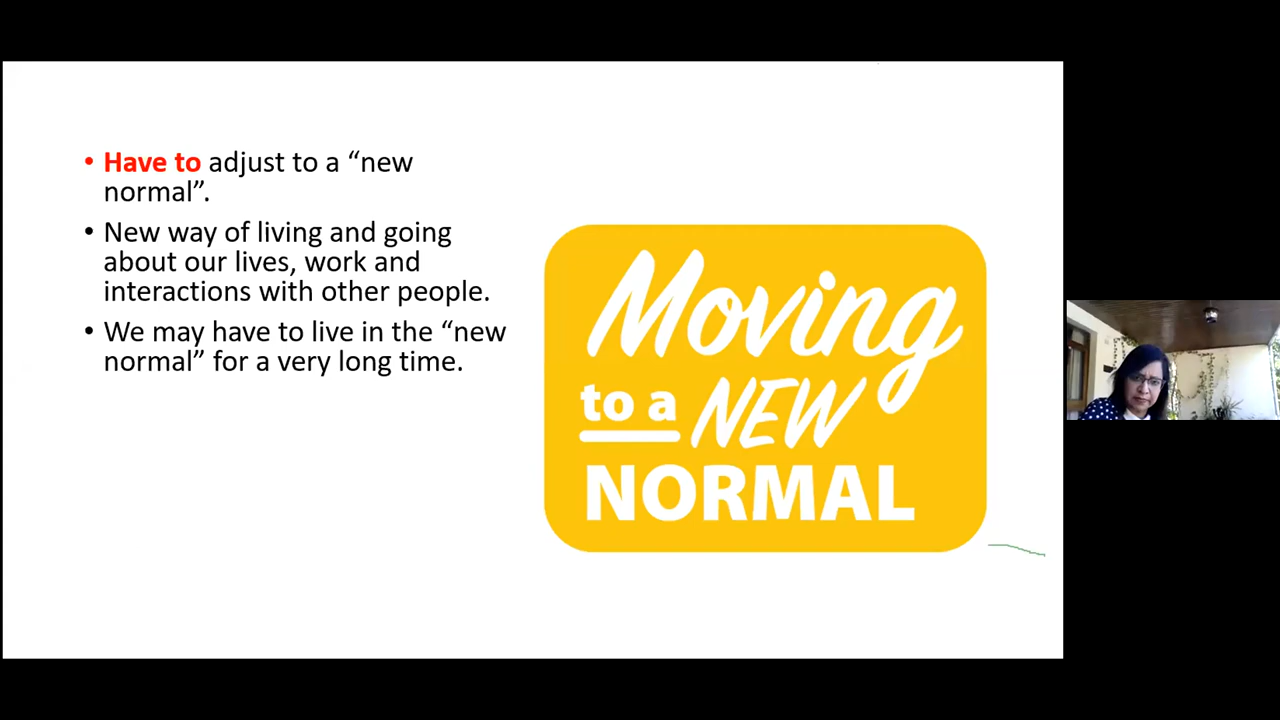 • Have to adjust to a “new
normal”.
• New way of living and going
about our lives, work and
interactions with other people.
• We may have to live in the “new
normal” for a very long time.
Moving
to a NEW
NORMAL